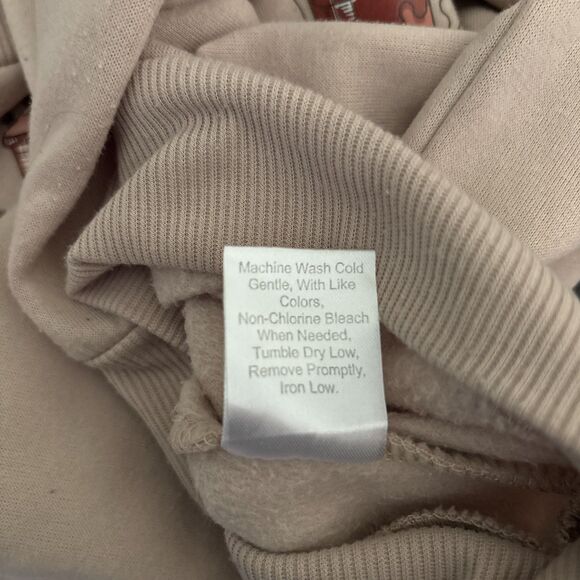 Machine Wash Cold
Gentle, With Like
Colors,
Non-Chlorine Bleach
When Needed,
Tumble Dry Low,
Remove Promptly,
Iron Low.